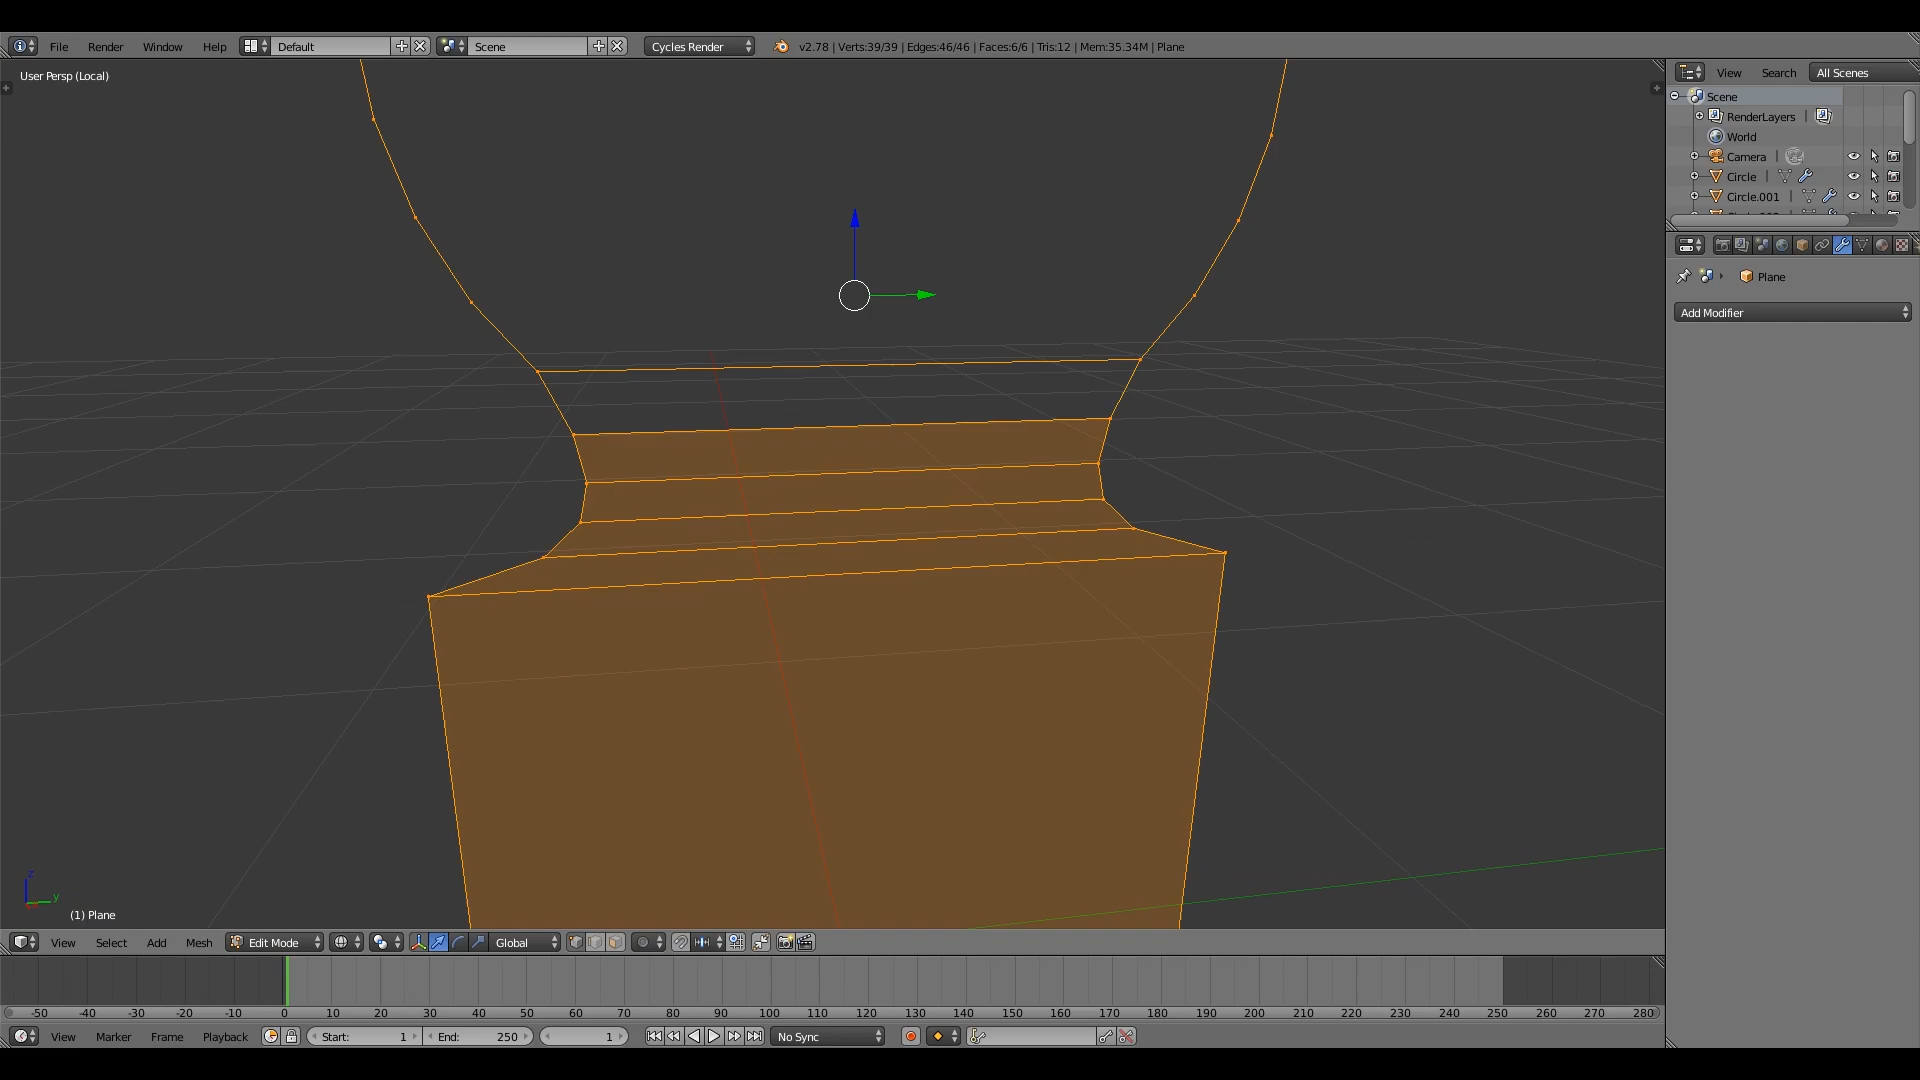 File Render Window Help Default Scene Cycles Render v2.78 | Verts:39/39 | Edges:46/46 | Faces:6/6 | Tris:12 | Mem:35.34M | Plane
User Persp (Local)
View Search All Scenes
Scene
RenderLayers
World
Camera
Circle
Circle.001
Plane
Add Modifier
z
y
(1) Plane
View Select Add Mesh Edit Mode Global
-50 -40 -30 -20 -10 0 10 20 30 40 50 60 70 80 90 100 110 120 130 140 150 160 170 180 190 200 210 220 230 240 250 260 270 280
View Marker Frame Playback Start: 1 End: 250 1 No Sync